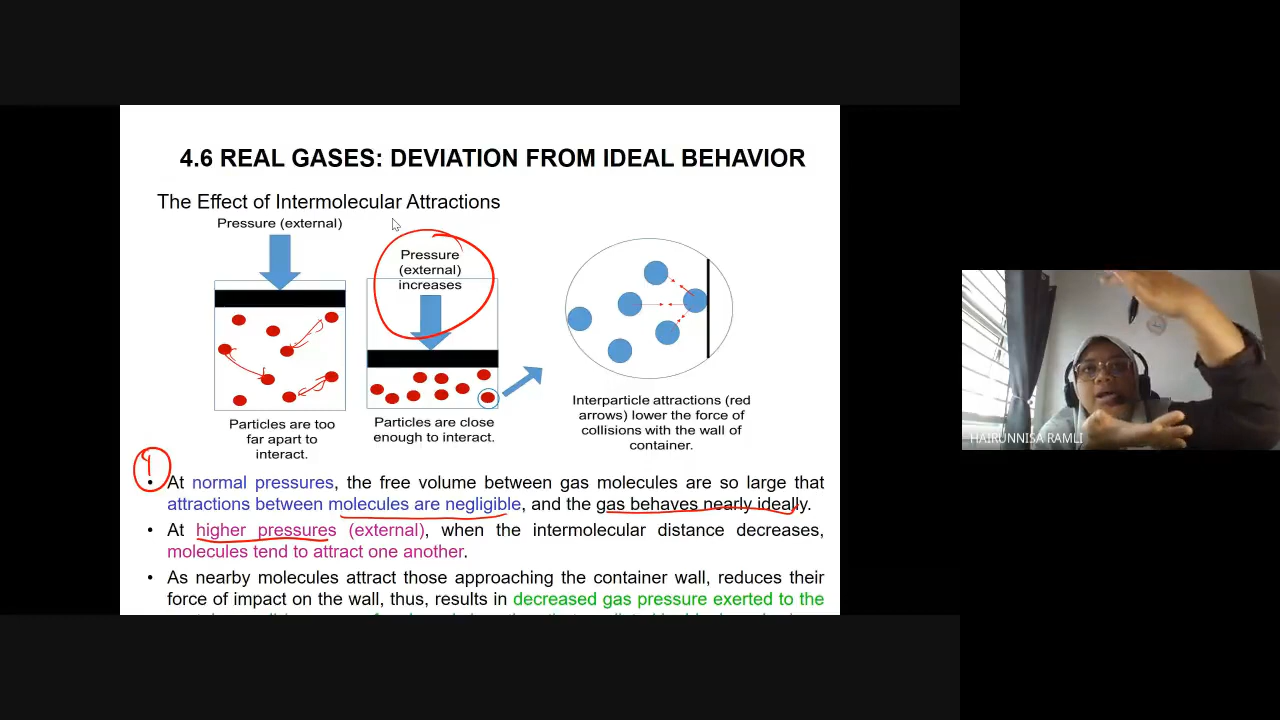 4.6 REAL GASES: DEVIATION FROM IDEAL BEHAVIOR
The Effect of Intermolecular Attractions
Pressure (external)
Pressure
(external)
increases
Particles are too
far apart to
interact.
Particles are close
enough to interact.
Interparticle attractions (red
arrows) lower the force of
collisions with the wall of
container.
• At normal pressures, the free volume between gas molecules are so large that
attractions between molecules are negligible, and the gas behaves nearly ideally.
• At higher pressures (external), when the intermolecular distance decreases,
molecules tend to attract one another.
• As nearby molecules attract those approaching the container wall, reduces their
force of impact on the wall, thus, results in decreased gas pressure exerted to the
HAIRUNNISA RAMLI